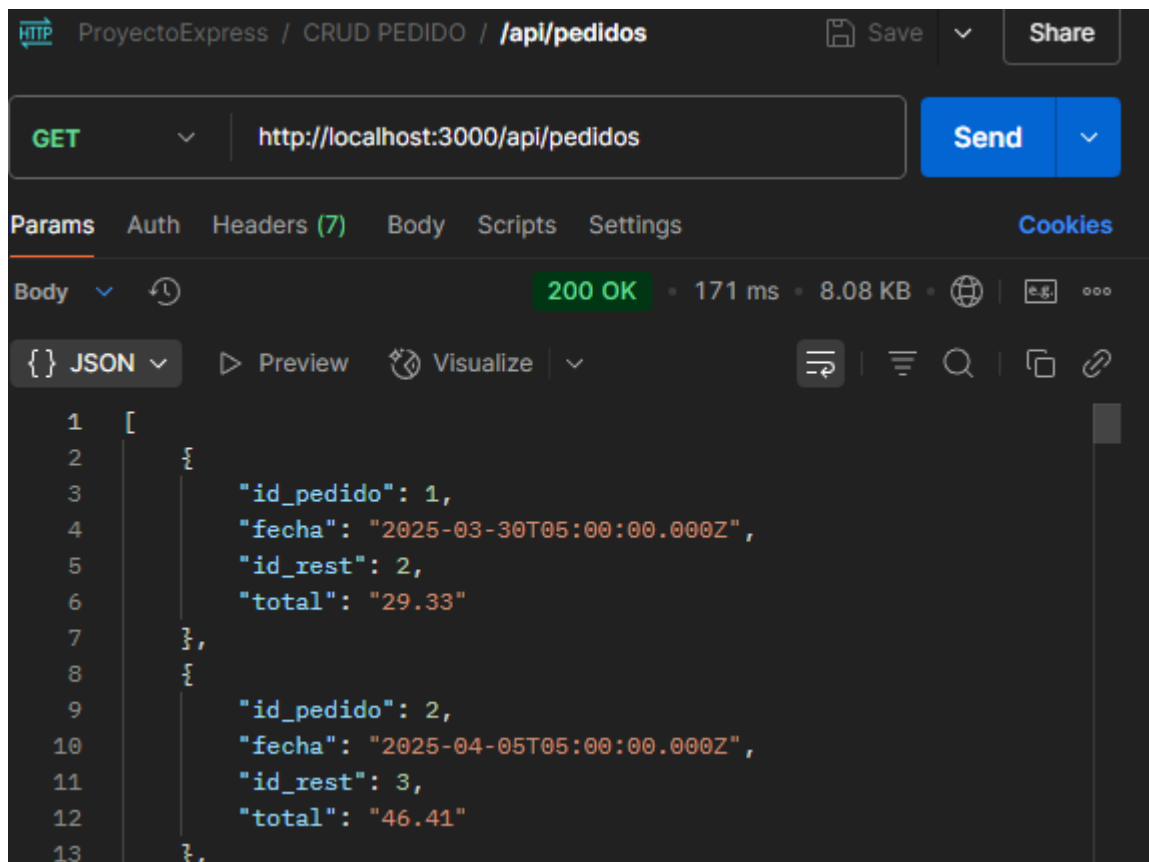 HTTP ProyectoExpress / CRUD PEDIDO / /api/pedidos Save Share
GET http://localhost:3000/api/pedidos Send
Params Auth Headers (7) Body Scripts Settings Cookies
Body 200 OK • 171 ms • 8.08 KB • e.g.
{} JSON Preview Visualize
1 [
2 {
3 "id_pedido": 1,
4 "fecha": "2025-03-30T05:00:00.000Z",
5 "id_rest": 2,
6 "total": "29.33"
7 },
8 {
9 "id_pedido": 2,
10 "fecha": "2025-04-05T05:00:00.000Z",
11 "id_rest": 3,
12 "total": "46.41"
13 },